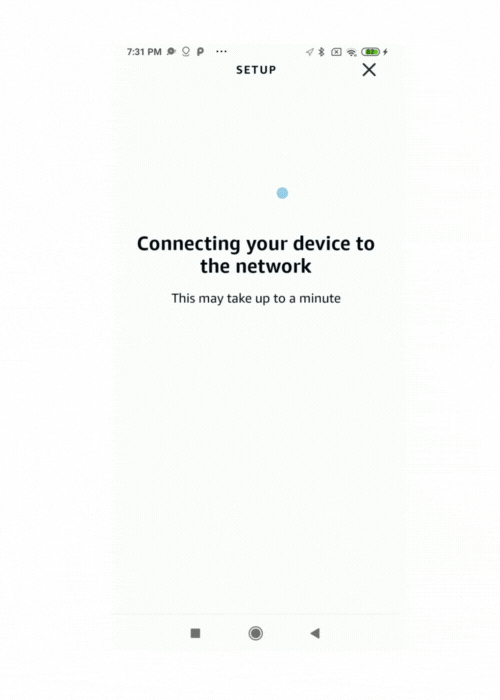 7:31 PM
SETUP
Connecting your device to
the network
This may take up to a minute